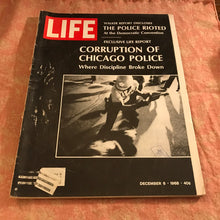 LIFE
WALKER REPORT DISCLOSES
THE POLICE RIOTED
At the Democratic Convention
EXCLUSIVE LIFE REPORT
CORRUPTION OF
CHICAGO POLICE
Where Discipline Broke Down
DECEMBER 6 · 1968 · 40¢